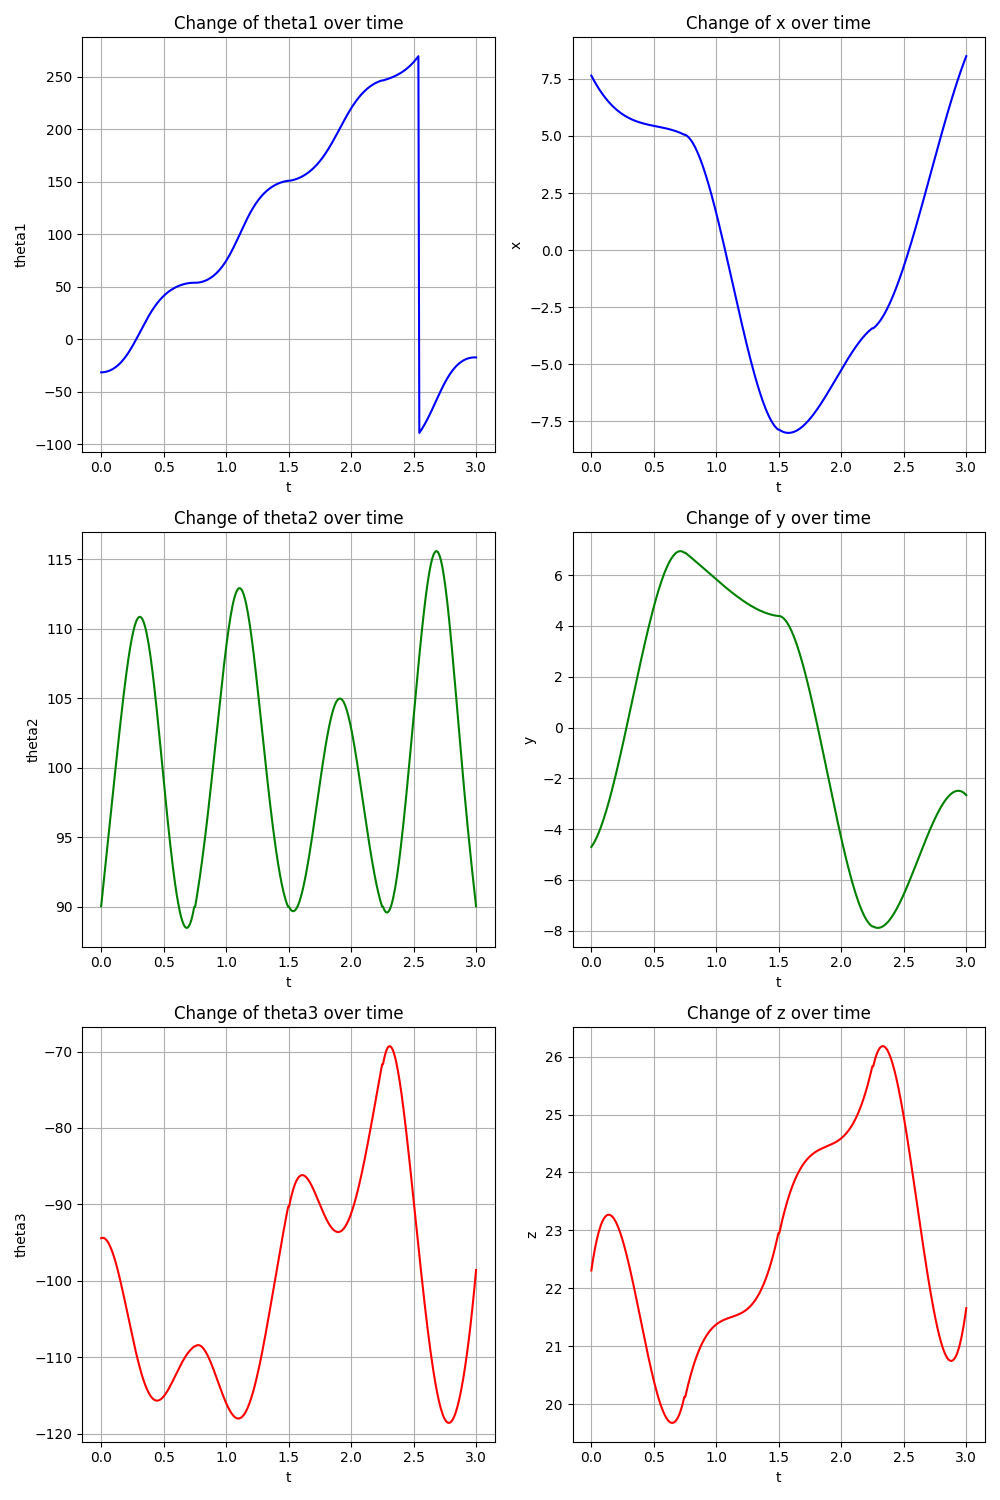 Change of theta1 over time
250
200
150
100
50
0
−50
−100
theta1
0.0 0.5 1.0 1.5 2.0 2.5 3.0
t
Change of x over time
7.5
5.0
2.5
0.0
−2.5
−5.0
−7.5
x
0.0 0.5 1.0 1.5 2.0 2.5 3.0
t
Change of theta2 over time
115
110
105
100
95
90
theta2
0.0 0.5 1.0 1.5 2.0 2.5 3.0
t
Change of y over time
6
4
2
0
−2
−4
−6
−8
y
0.0 0.5 1.0 1.5 2.0 2.5 3.0
t
Change of theta3 over time
−70
−80
−90
−100
−110
−120
theta3
0.0 0.5 1.0 1.5 2.0 2.5 3.0
t
Change of z over time
26
25
24
23
22
21
20
z
0.0 0.5 1.0 1.5 2.0 2.5 3.0
t